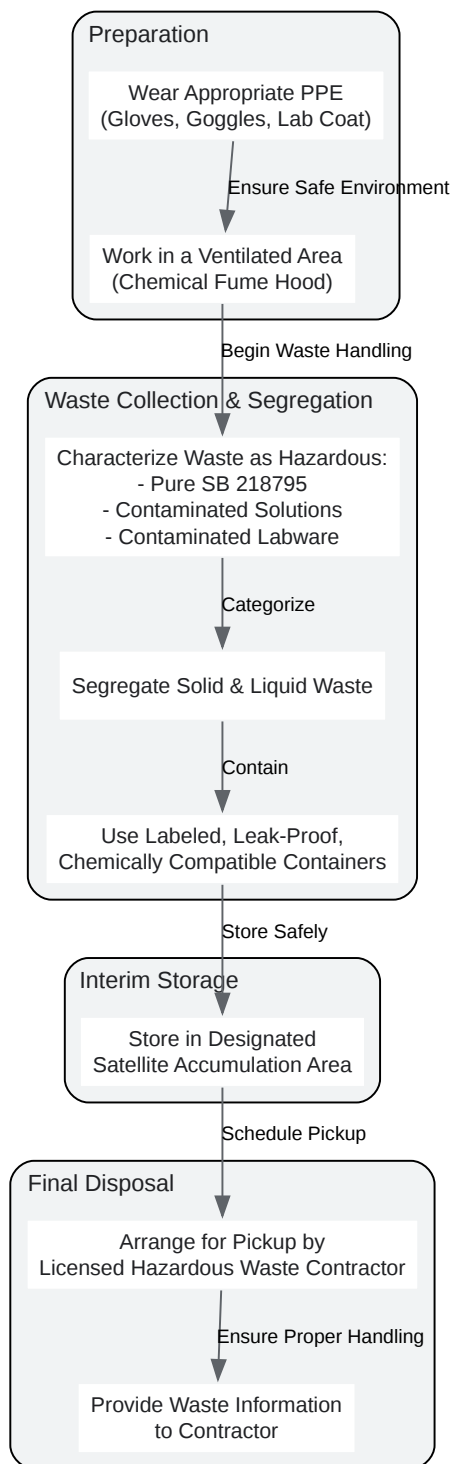 Preparation
Wear Appropriate PPE
(Gloves, Goggles, Lab Coat)
Ensure Safe Environment
Work in a Ventilated Area
(Chemical Fume Hood)
Begin Waste Handling
Waste Collection & Segregation
Characterize Waste as Hazardous:
- Pure SB 218795
- Contaminated Solutions
- Contaminated Labware
Categorize
Segregate Solid & Liquid Waste
Contain
Use Labeled, Leak-Proof,
Chemically Compatible Containers
Store Safely
Interim Storage
Store in Designated
Satellite Accumulation Area
Schedule Pickup
Final Disposal
Arrange for Pickup by
Licensed Hazardous Waste Contractor
Ensure Proper Handling
Provide Waste Information
to Contractor